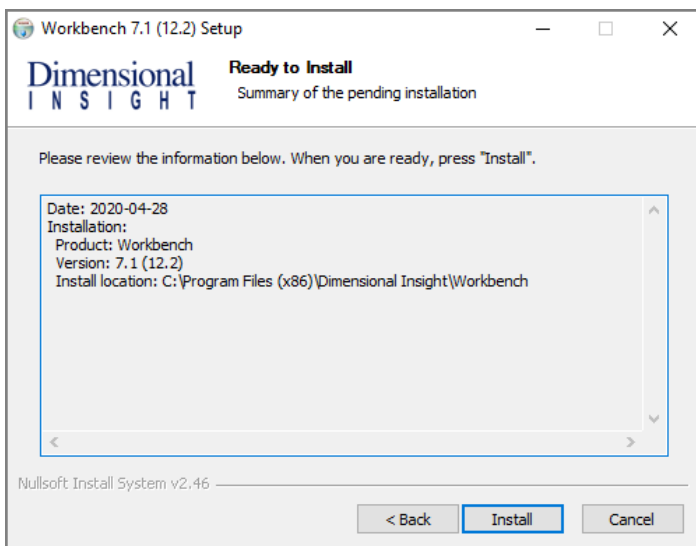 Workbench 7.1 (12.2) Setup
Dimensional
INSIGHT
Ready to Install
Summary of the pending installation
Please review the information below. When you are ready, press "Install".
Date: 2020-04-28
Installation:
Product: Workbench
Version: 7.1 (12.2)
Install location: C:\Program Files (x86)\Dimensional Insight\Workbench
Nullsoft Install System v2.46
< Back
Install
Cancel